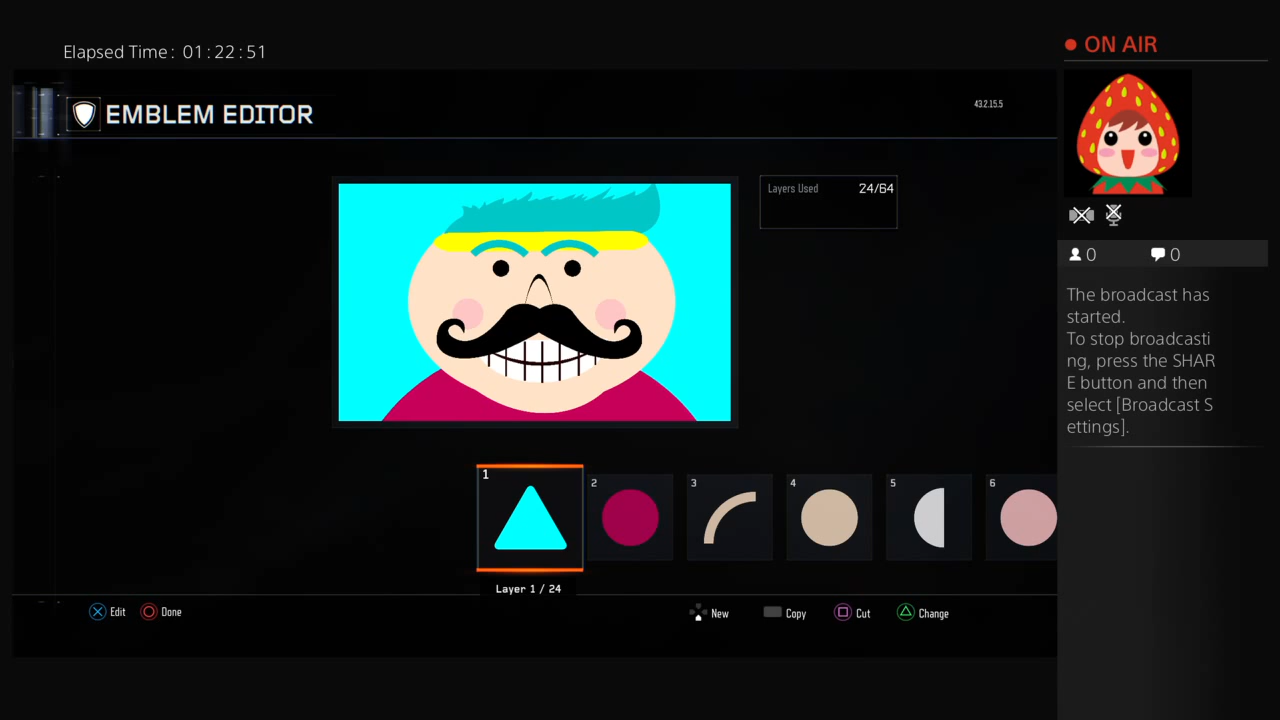 Elapsed Time: 01:22:51
ON AIR
EMBLEM EDITOR
43.2.15.5
Layers Used 24/64
0 0
The broadcast has
started.
To stop broadcasti
ng, press the SHAR
E button and then
select [Broadcast S
ettings].
1 2 3 4 5 6
Layer 1 / 24
Edit Done New Copy Cut Change